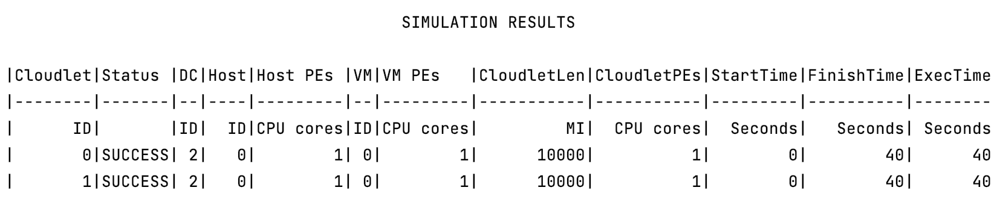 SIMULATION RESULTS
|Cloudlet|Status |DC|Host|Host PEs |VM|VM PEs   |CloudletLen|CloudletPEs|StartTime|FinishTime|ExecTime
|--------|-------|--|----|---------|--|---------|-----------|-----------|---------|----------|--------
|      ID|       |ID|  ID|CPU cores|ID|CPU cores|         MI|  CPU cores|  Seconds|   Seconds| Seconds
|       0|SUCCESS| 2|   0|        1| 0|        1|      10000|          1|        0|        40|      40
|       1|SUCCESS| 2|   0|        1| 0|        1|      10000|          1|        0|        40|      40